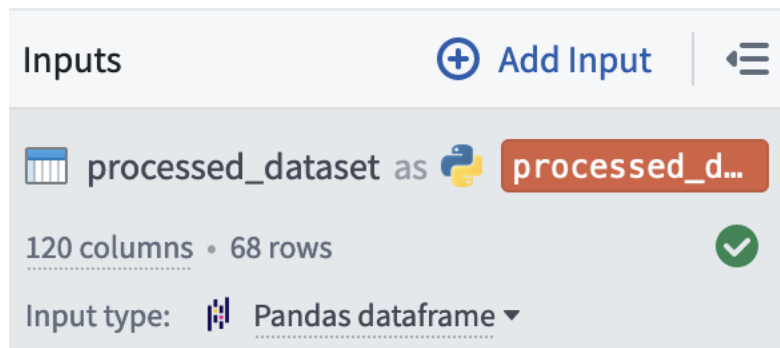 Inputs Add Input
processed_dataset as processed_d…
120 columns • 68 rows
Input type: Pandas dataframe